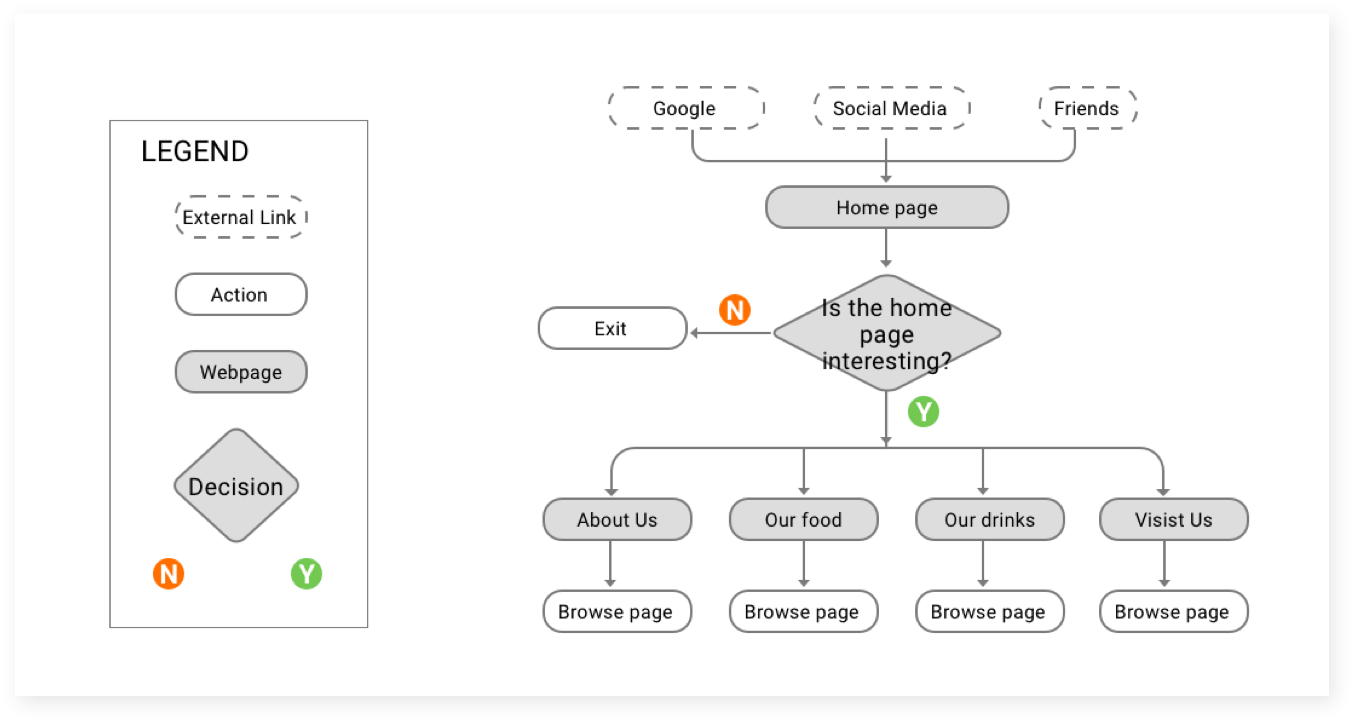 LEGEND
External Link
Action
Webpage
Decision
N
Y
Google
Social Media
Friends
Home page
Is the home
page
interesting?
N
Exit
Y
About Us
Our food
Our drinks
Visist Us
Browse page
Browse page
Browse page
Browse page